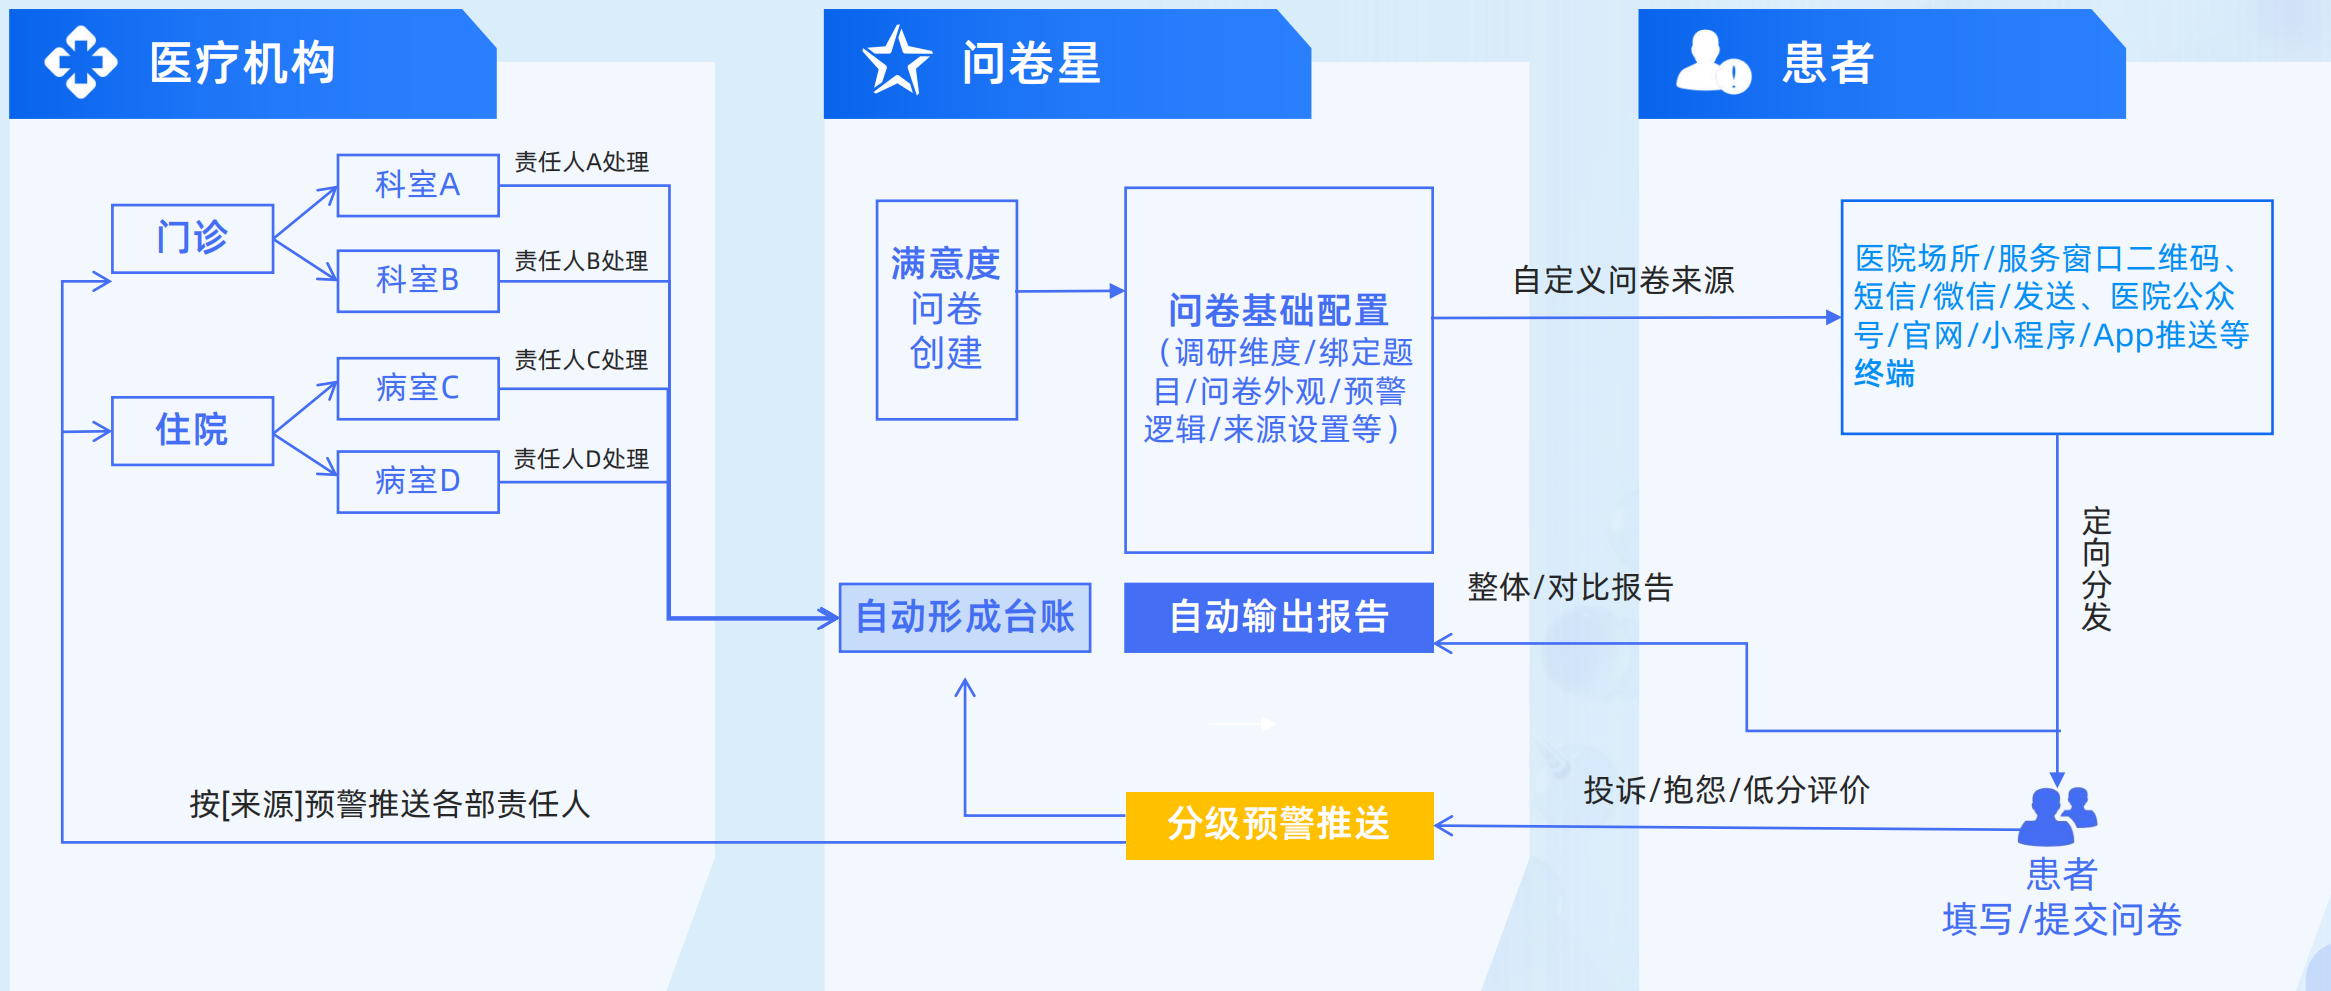 医疗机构
问卷星
患者
责任人A处理
科室A
门诊
责任人B处理
科室B
责任人C处理
病室C
住院
责任人D处理
病室D
满意度
问卷
创建
问卷基础配置
（调研维度/绑定题
目/问卷外观/预警
逻辑/来源设置等）
自定义问卷来源
医院场所/服务窗口二维码、
短信/微信/发送、医院公众
号/官网/小程序/App推送等
终端
定向分发
自动形成台账
自动输出报告
整体/对比报告
按[来源]预警推送各部责任人
分级预警推送
投诉/抱怨/低分评价
患者
填写/提交问卷